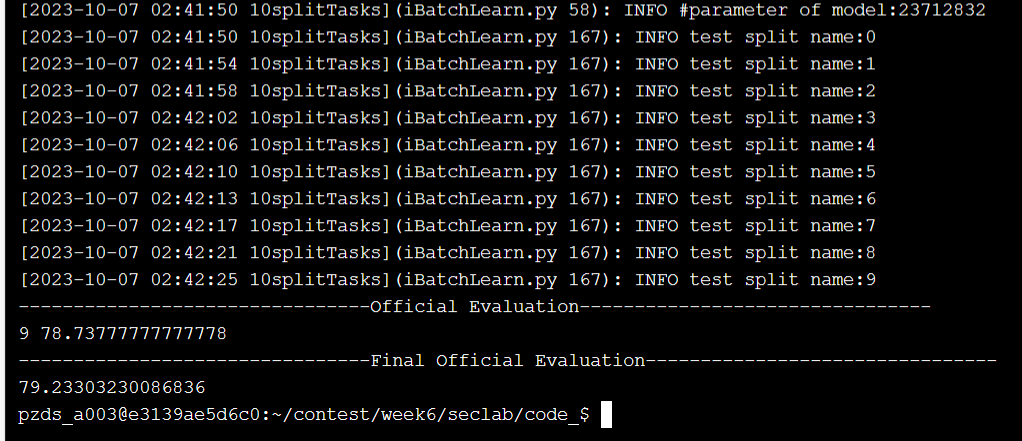 [2023-10-07 02:41:50 10splitTasks](iBatchLearn.py 58): INFO #parameter of model:23712832
[2023-10-07 02:41:50 10splitTasks](iBatchLearn.py 167): INFO test split name:0
[2023-10-07 02:41:54 10splitTasks](iBatchLearn.py 167): INFO test split name:1
[2023-10-07 02:41:58 10splitTasks](iBatchLearn.py 167): INFO test split name:2
[2023-10-07 02:42:02 10splitTasks](iBatchLearn.py 167): INFO test split name:3
[2023-10-07 02:42:06 10splitTasks](iBatchLearn.py 167): INFO test split name:4
[2023-10-07 02:42:10 10splitTasks](iBatchLearn.py 167): INFO test split name:5
[2023-10-07 02:42:13 10splitTasks](iBatchLearn.py 167): INFO test split name:6
[2023-10-07 02:42:17 10splitTasks](iBatchLearn.py 167): INFO test split name:7
[2023-10-07 02:42:21 10splitTasks](iBatchLearn.py 167): INFO test split name:8
[2023-10-07 02:42:25 10splitTasks](iBatchLearn.py 167): INFO test split name:9
--------------------------------Official Evaluation--------------------------------
9 78.73777777777778
--------------------------------Final Official Evaluation--------------------------------
79.23303230086836
pzds_a003@e3139ae5d6c0:~/contest/week6/seclab/code_$